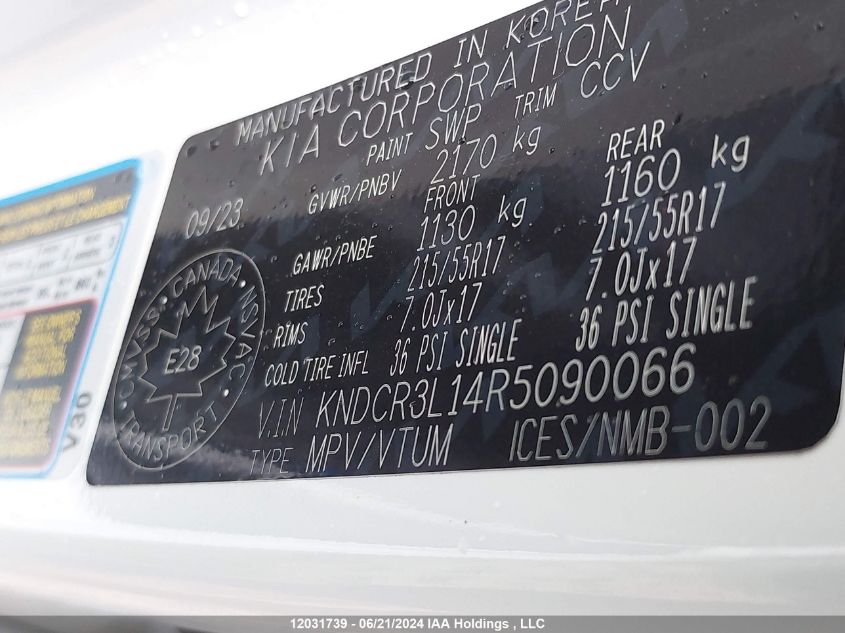 MANUFACTURED IN KOREA
KIA CORPORATION
PAINT SWP TRIM CCV
09/23 GVWR/PNBV 2170 kg
FRONT REAR
GAWR/PNBE 1130 kg 1160 kg
TIRES 215/55R17 215/55R17
RIMS 7.0Jx17 7.0Jx17
COLD TIRE INFL 36 PSI SINGLE 36 PSI SINGLE
V.I.N KNDCR3L14R5090066
TYPE MPV/VTUM ICES/NMB-002
CMVSS · CANADA · NSVAC
E28
TRANSPORT
V30
12031739 - 06/21/2024 IAA Holdings , LLC